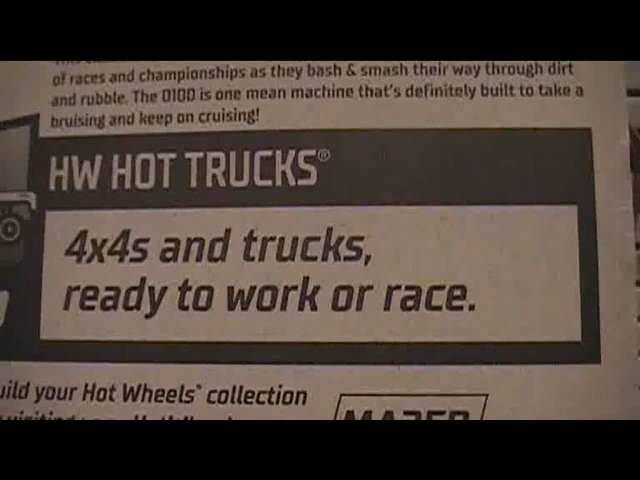 of races and championships as they bash & smash their way through dirt
and rubble. The D100 is one mean machine that's definitely built to take a
bruising and keep on cruising!
HW HOT TRUCKS®
4x4s and trucks,
ready to work or race.
your Hot Wheels® collection